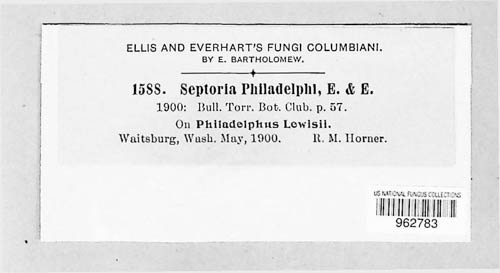 ELLIS AND EVERHART'S FUNGI COLUMBIANI.
BY E. BARTHOLOMEW.
1588. Septoria Philadelphi, E. & E.
1900: Bull. Torr. Bot. Club. p. 57.
On Philadelphus Lewisii.
Waitsburg, Wash. May, 1900. R. M. Horner.
US NATIONAL FUNGUS COLLECTIONS
962783